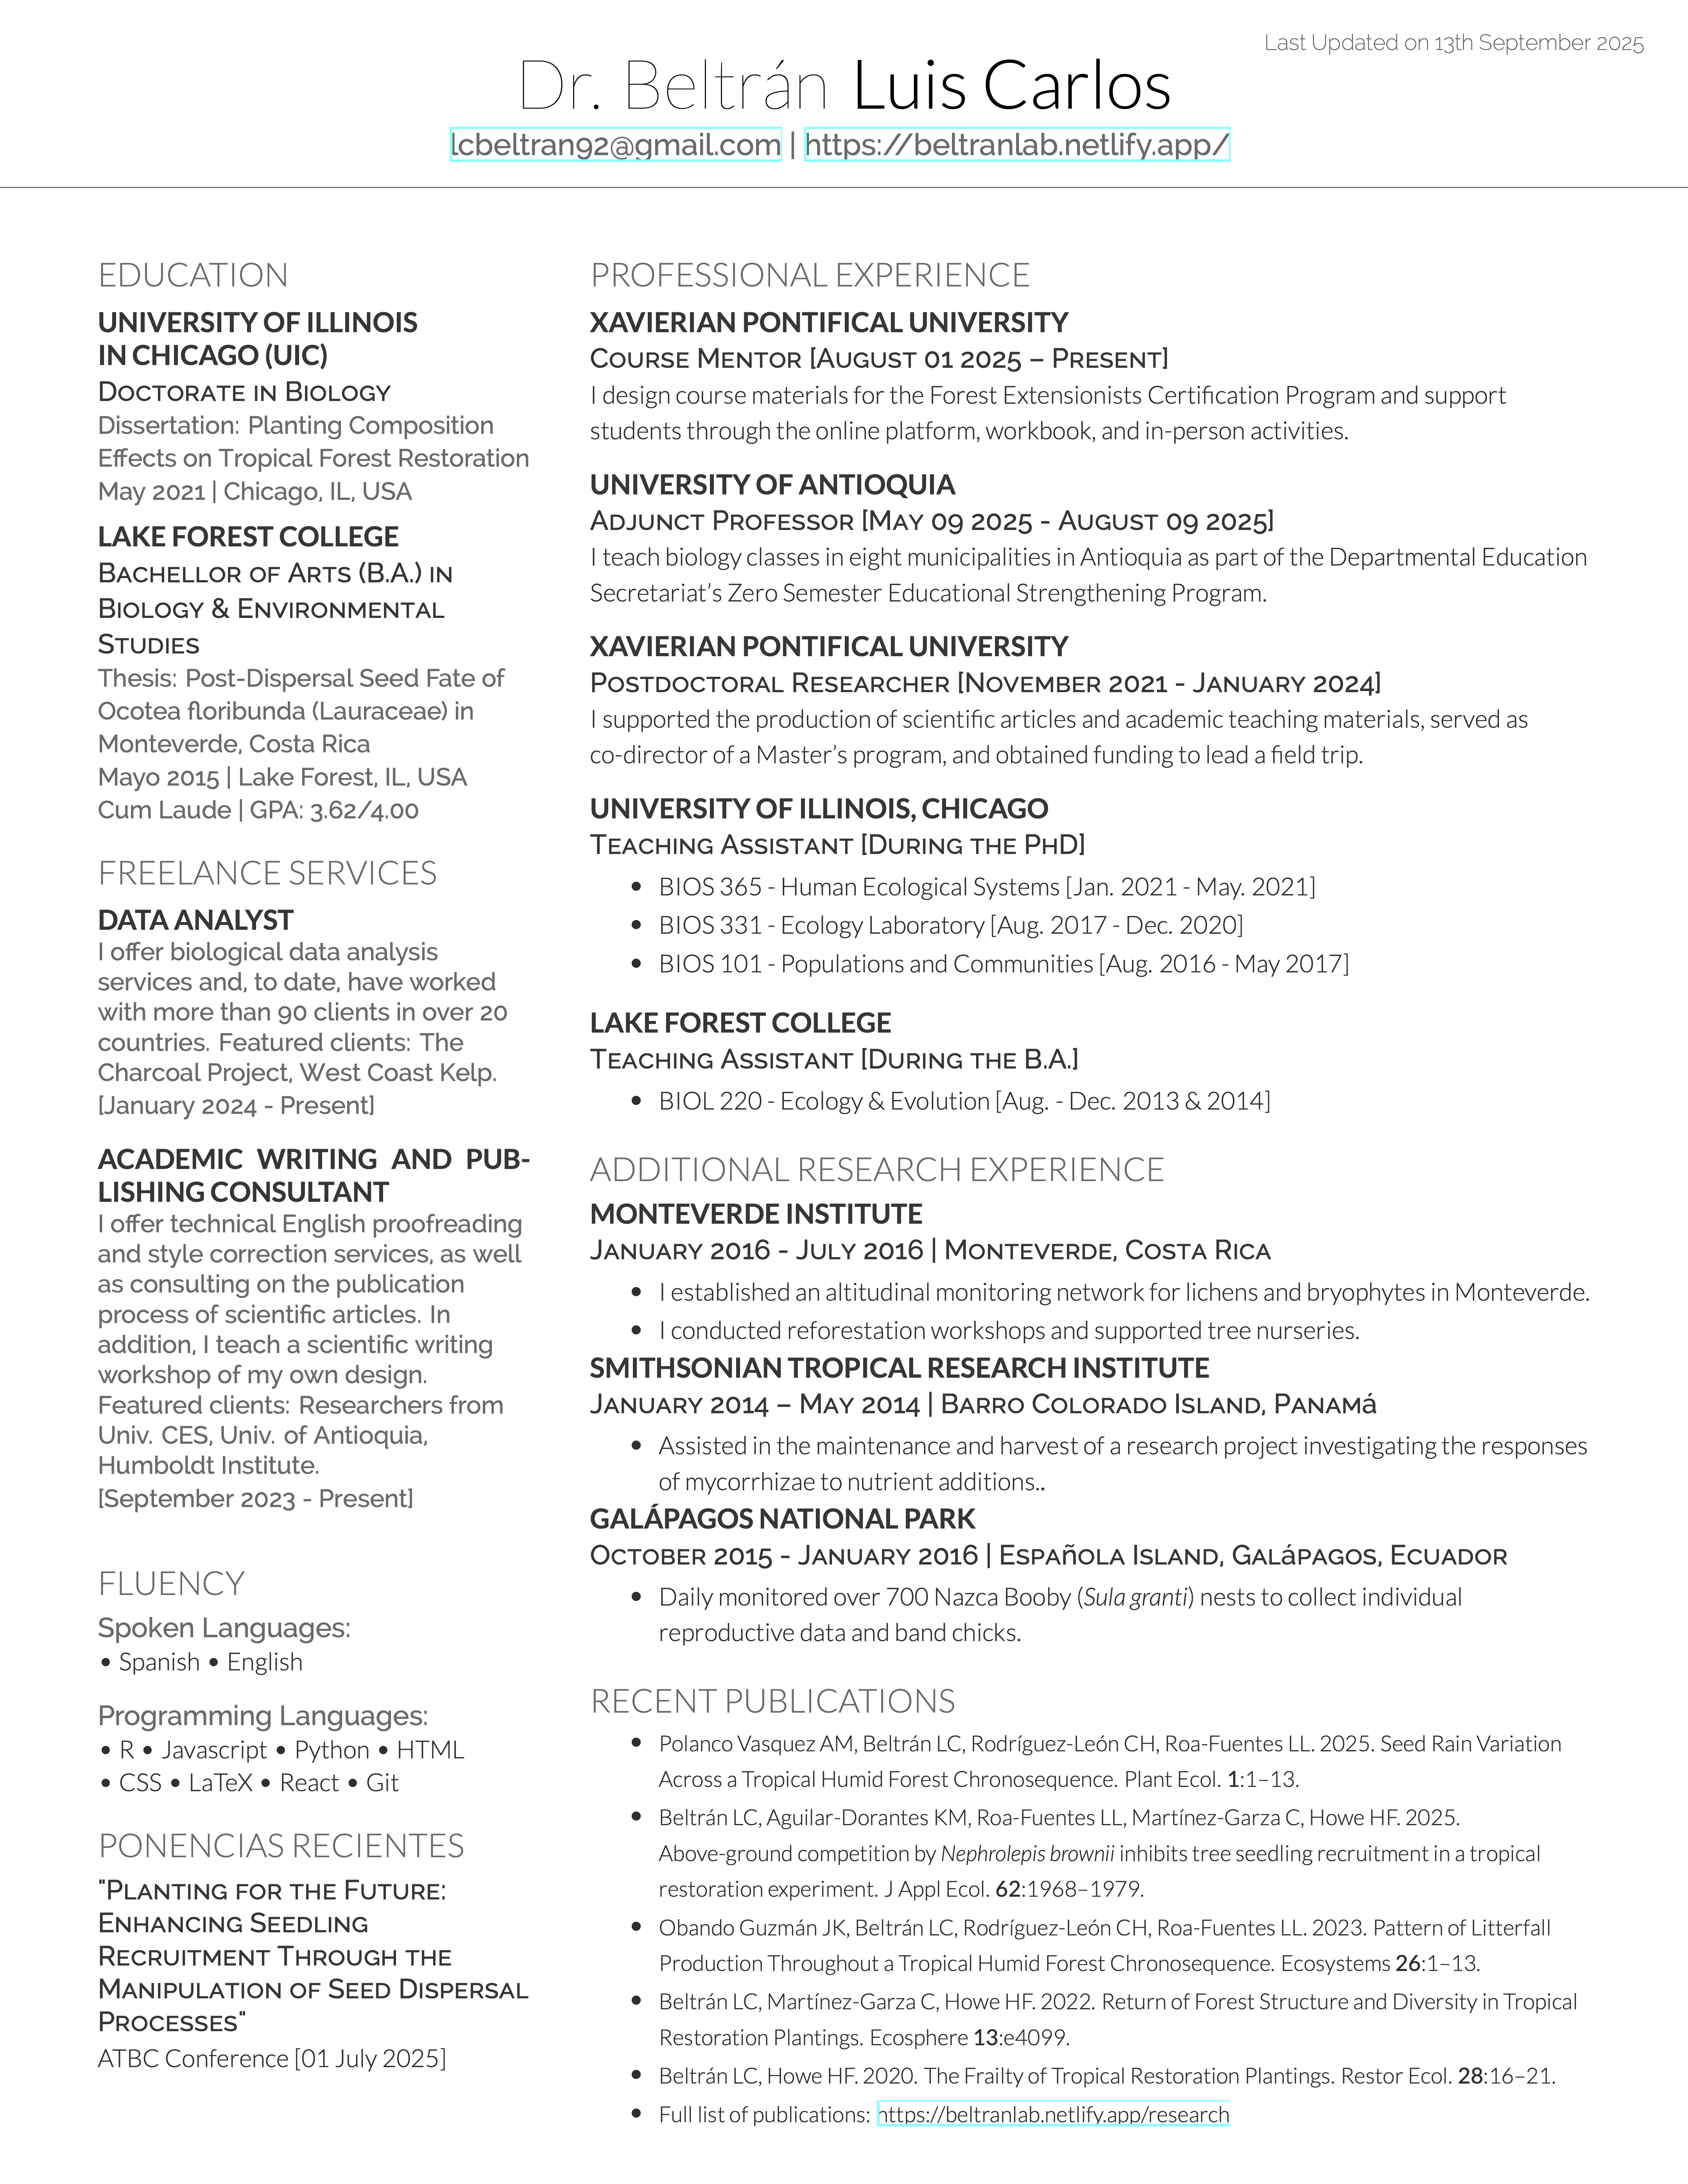 Last Updated on 13th September 2025
Dr. Beltrán Luis Carlos
lcbeltran92@gmail.com | https://beltranlab.netlify.app/
EDUCATION
UNIVERSITY OF ILLINOIS
IN CHICAGO (UIC)
DOCTORATE IN BIOLOGY
Dissertation: Planting Composition
Effects on Tropical Forest Restoration
May 2021 | Chicago, IL, USA
LAKE FOREST COLLEGE
BACHELLOR OF ARTS (B.A.) IN
BIOLOGY & ENVIRONMENTAL
STUDIES
Thesis: Post-Dispersal Seed Fate of
Ocotea floribunda (Lauraceae) in
Monteverde, Costa Rica
Mayo 2015 | Lake Forest, IL, USA
Cum Laude | GPA: 3.62/4.00
FREELANCE SERVICES
DATA ANALYST
I offer biological data analysis
services and, to date, have worked
with more than 90 clients in over 20
countries. Featured clients: The
Charcoal Project, West Coast Kelp.
[January 2024 - Present]
ACADEMIC WRITING AND PUB-
LISHING CONSULTANT
I offer technical English proofreading
and style correction services, as well
as consulting on the publication
process of scientific articles. In
addition, I teach a scientific writing
workshop of my own design.
Featured clients: Researchers from
Univ. CES, Univ. of Antioquia,
Humboldt Institute.
[September 2023 - Present]
FLUENCY
Spoken Languages:
• Spanish • English
Programming Languages:
• R • Javascript • Python • HTML
• CSS • LaTeX • React • Git
PONENCIAS RECIENTES
"PLANTING FOR THE FUTURE:
ENHANCING SEEDLING
RECRUITMENT THROUGH THE
MANIPULATION OF SEED DISPERSAL
PROCESSES"
ATBC Conference [01 July 2025]
PROFESSIONAL EXPERIENCE
XAVIERIAN PONTIFICAL UNIVERSITY
COURSE MENTOR [AUGUST 01 2025 – PRESENT]
I design course materials for the Forest Extensionists Certification Program and support
students through the online platform, workbook, and in-person activities.
UNIVERSITY OF ANTIOQUIA
ADJUNCT PROFESSOR [MAY 09 2025 - AUGUST 09 2025]
I teach biology classes in eight municipalities in Antioquia as part of the Departmental Education
Secretariat’s Zero Semester Educational Strengthening Program.
XAVIERIAN PONTIFICAL UNIVERSITY
POSTDOCTORAL RESEARCHER [NOVEMBER 2021 - JANUARY 2024]
I supported the production of scientific articles and academic teaching materials, served as
co-director of a Master’s program, and obtained funding to lead a field trip.
UNIVERSITY OF ILLINOIS, CHICAGO
TEACHING ASSISTANT [DURING THE PHD]
• BIOS 365 - Human Ecological Systems [Jan. 2021 - May. 2021]
• BIOS 331 - Ecology Laboratory [Aug. 2017 - Dec. 2020]
• BIOS 101 - Populations and Communities [Aug. 2016 - May 2017]
LAKE FOREST COLLEGE
TEACHING ASSISTANT [DURING THE B.A.]
• BIOL 220 - Ecology & Evolution [Aug. - Dec. 2013 & 2014]
ADDITIONAL RESEARCH EXPERIENCE
MONTEVERDE INSTITUTE
JANUARY 2016 - JULY 2016 | MONTEVERDE, COSTA RICA
• I established an altitudinal monitoring network for lichens and bryophytes in Monteverde.
• I conducted reforestation workshops and supported tree nurseries.
SMITHSONIAN TROPICAL RESEARCH INSTITUTE
JANUARY 2014 – MAY 2014 | BARRO COLORADO ISLAND, PANAMá
• Assisted in the maintenance and harvest of a research project investigating the responses
of mycorrhizae to nutrient additions..
GALÁPAGOS NATIONAL PARK
OCTOBER 2015 - JANUARY 2016 | ESPAñOLA ISLAND, GALáPAGOS, ECUADOR
• Daily monitored over 700 Nazca Booby (Sula granti) nests to collect individual
reproductive data and band chicks.
RECENT PUBLICATIONS
• Polanco Vasquez AM, Beltrán LC, Rodríguez-León CH, Roa-Fuentes LL. 2025. Seed Rain Variation
Across a Tropical Humid Forest Chronosequence. Plant Ecol. 1:1–13.
• Beltrán LC, Aguilar-Dorantes KM, Roa-Fuentes LL, Martínez-Garza C, Howe HF. 2025.
Above-ground competition by Nephrolepis brownii inhibits tree seedling recruitment in a tropical
restoration experiment. J Appl Ecol. 62:1968–1979.
• Obando Guzmán JK, Beltrán LC, Rodríguez-León CH, Roa-Fuentes LL. 2023. Pattern of Litterfall
Production Throughout a Tropical Humid Forest Chronosequence. Ecosystems 26:1–13.
• Beltrán LC, Martínez-Garza C, Howe HF. 2022. Return of Forest Structure and Diversity in Tropical
Restoration Plantings. Ecosphere 13:e4099.
• Beltrán LC, Howe HF. 2020. The Frailty of Tropical Restoration Plantings. Restor Ecol. 28:16–21.
• Full list of publications: https://beltranlab.netlify.app/research